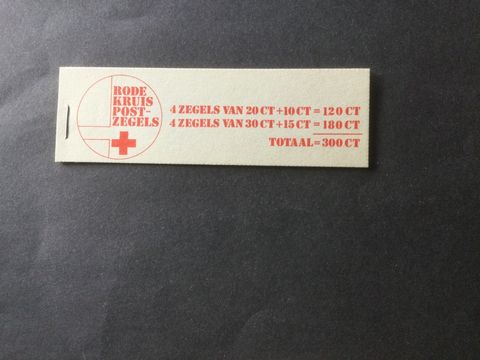 RODE
KRUIS
POST-
ZEGELS
4 ZEGELS VAN 20 CT + 10 CT = 120 CT
4 ZEGELS VAN 30 CT + 15 CT = 180 CT
TOTAAL = 300 CT